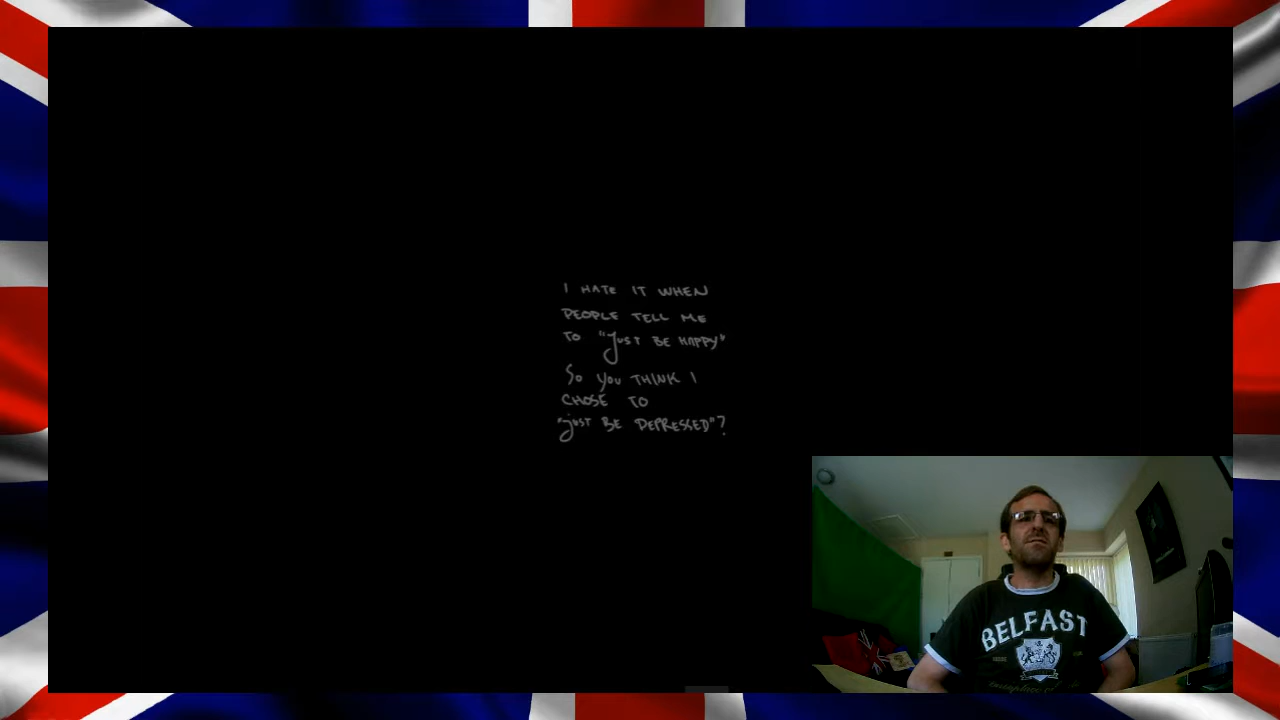 I HATE IT WHEN
PEOPLE TELL ME
TO "JUST BE HAPPY"
SO YOU THINK I
CHOSE TO
"JUST BE DEPRESSED"?
BELFAST